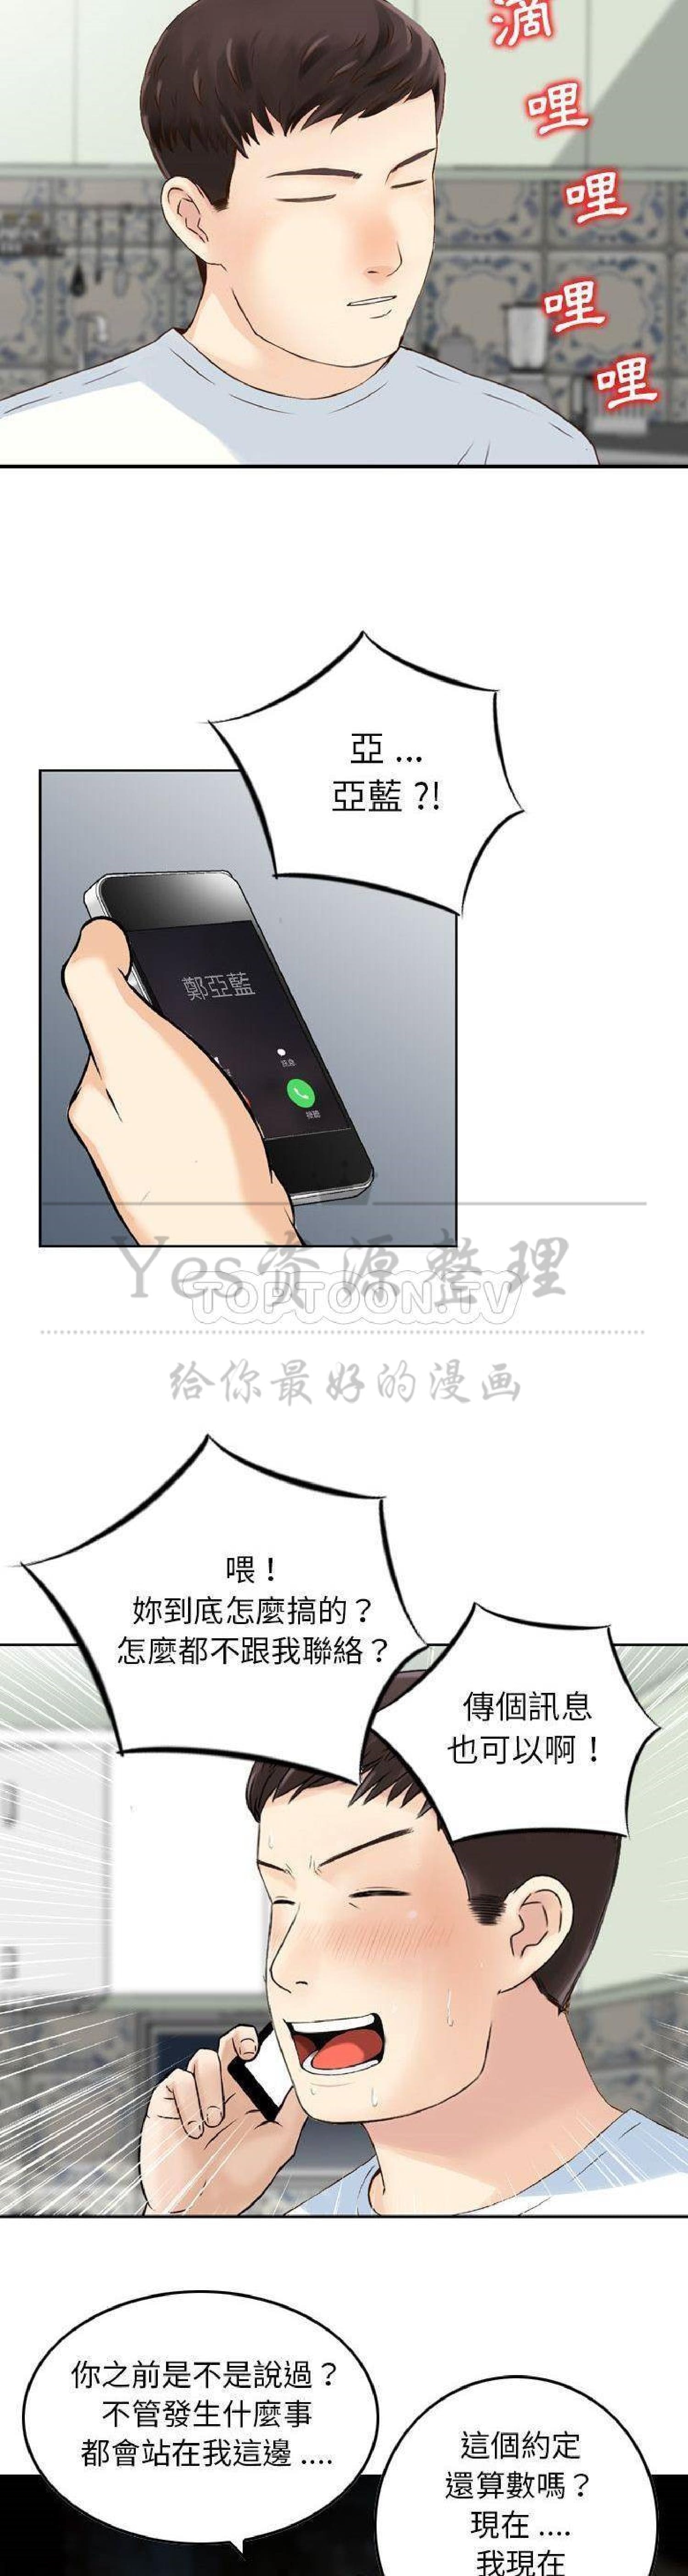 滴
哩
哩
哩
哩
亞 ...
亞藍 ?!
鄭亞藍
訊息
接聽
Yes资源整理
TOPTOON.TV
给你最好的漫画
喂！
妳到底怎麼搞的？
怎麼都不跟我聯絡？
傳個訊息
也可以啊！
你之前是不是說過？
不管發生什麼事
都會站在我這邊 ....
這個約定
還算數嗎？
現在 ....
我現在